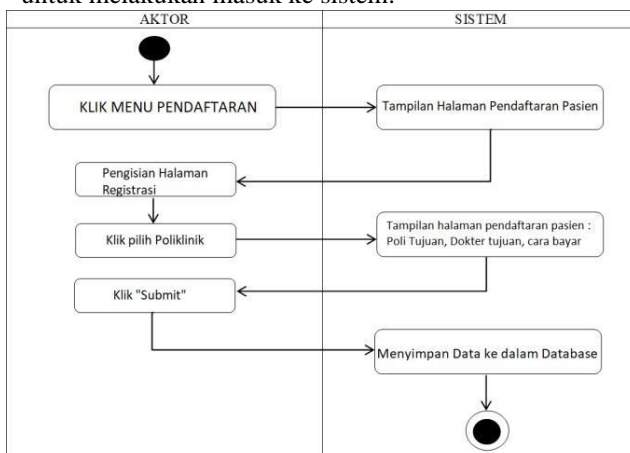 untuk melakukan masuk ke sistem.
AKTOR
SISTEM
KLIK MENU PENDAFTARAN
Tampilan Halaman Pendaftaran Pasien
Pengisian Halaman
Registrasi
Klik pilih Poliklinik
Tampilan halaman pendaftaran pasien :
Poli Tujuan, Dokter tujuan, cara bayar
Klik "Submit"
Menyimpan Data ke dalam Database